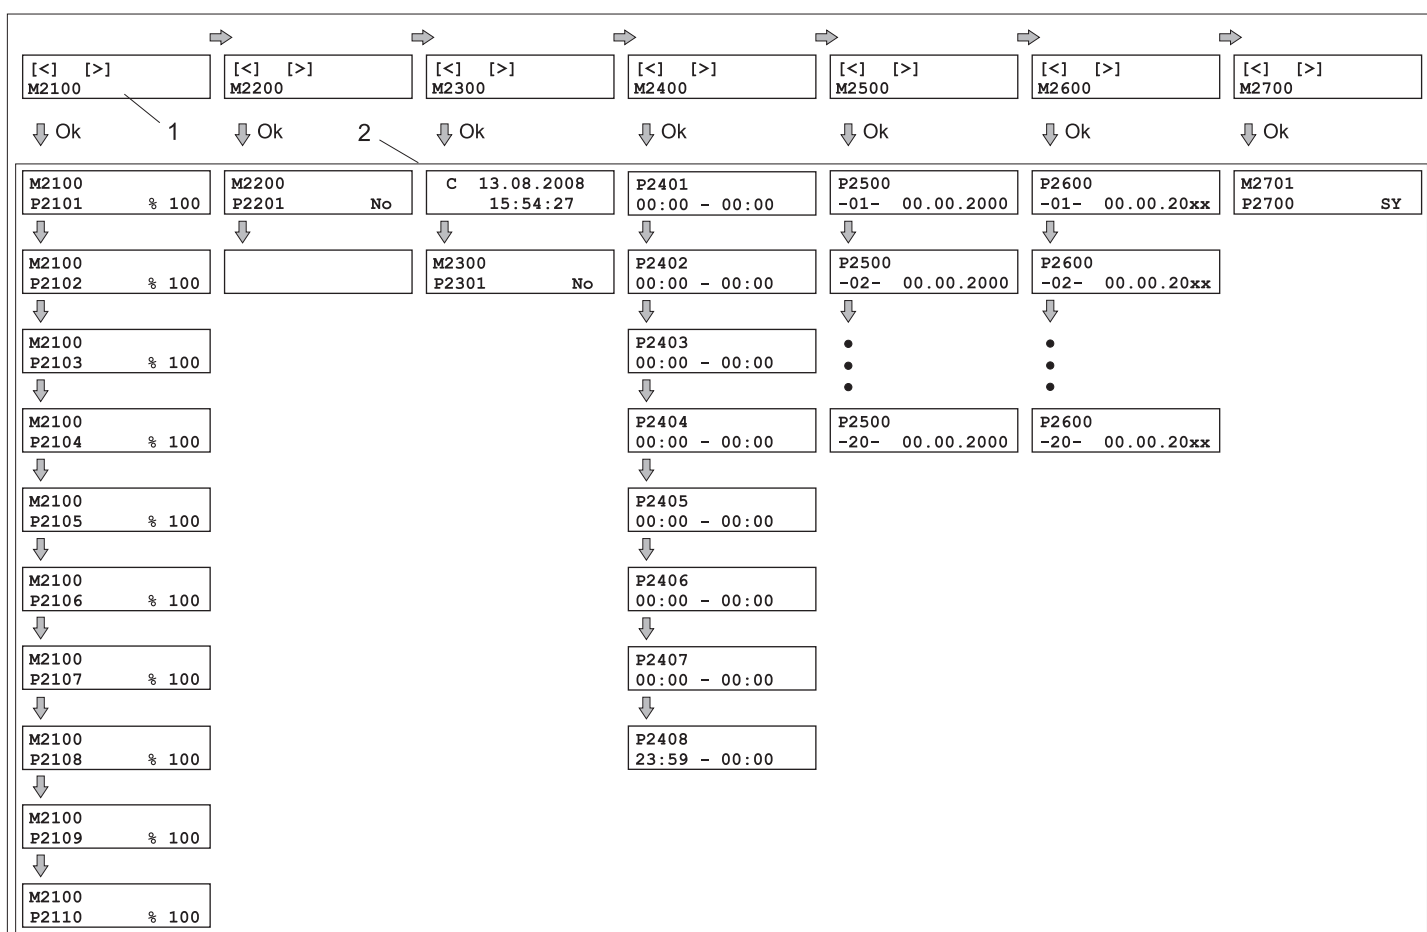 [<] [>]
M2100
[<] [>]
M2200
[<] [>]
M2300
[<] [>]
M2400
[<] [>]
M2500
[<] [>]
M2600
[<] [>]
M2700
Ok
1
Ok
2
Ok
Ok
Ok
Ok
Ok
M2100
P2101 % 100
M2100
P2102 % 100
M2100
P2103 % 100
M2100
P2104 % 100
M2100
P2105 % 100
M2100
P2106 % 100
M2100
P2107 % 100
M2100
P2108 % 100
M2100
P2109 % 100
M2100
P2110 % 100
M2200
P2201 No
C 13.08.2008
15:54:27
M2300
P2301 No
P2401
00:00 - 00:00
P2402
00:00 - 00:00
P2403
00:00 - 00:00
P2404
00:00 - 00:00
P2405
00:00 - 00:00
P2406
00:00 - 00:00
P2407
00:00 - 00:00
P2408
23:59 - 00:00
P2500
-01- 00.00.2000
P2500
-02- 00.00.2000
P2500
-20- 00.00.2000
P2600
-01- 00.00.20xx
P2600
-02- 00.00.20xx
P2600
-20- 00.00.20xx
M2701
P2700 SY